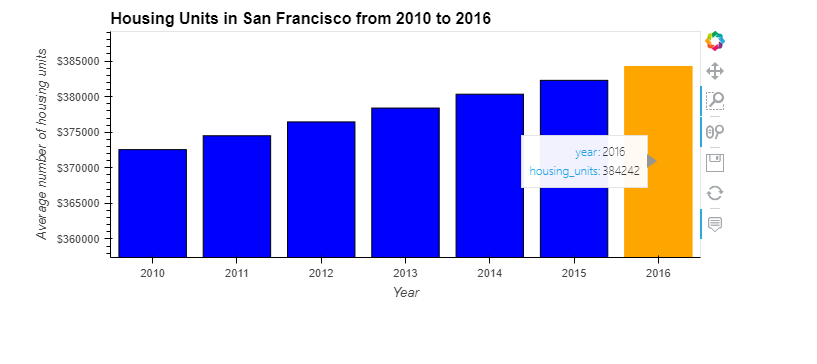 Housing Units in San Francisco from 2010 to 2016
Average number of housing units
$385000
$380000
$375000
$370000
$365000
$360000
year: 2016
housing_units: 384242
2010 2011 2012 2013 2014 2015 2016
Year